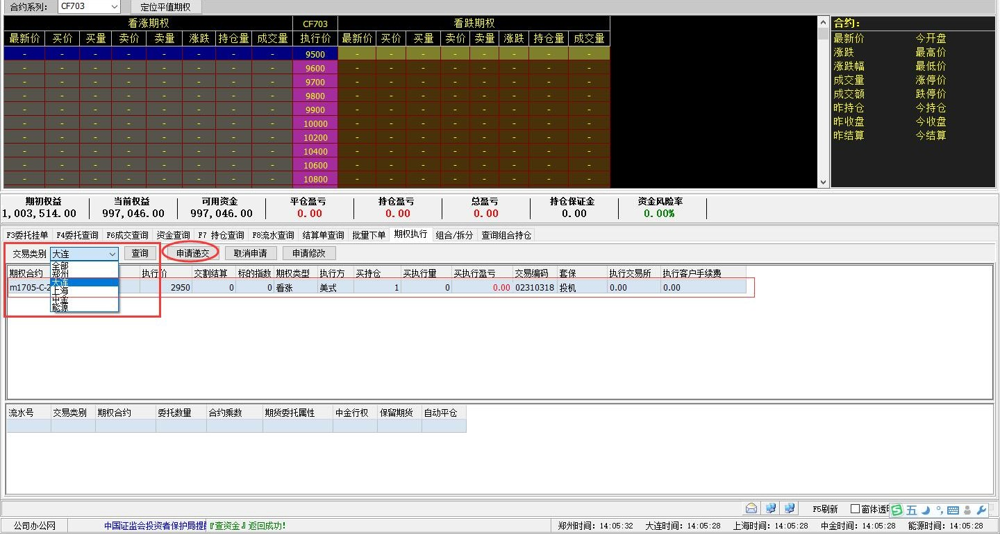 合约系列: CF703 定位平值期权
看涨期权 CF703 看跌期权
最新价 买价 买量 卖价 卖量 涨跌 持仓量 成交量 执行价 最新价 买价 买量 卖价 卖量 涨跌 持仓量 成交量
- - - - - - - - 9500 - - - - - - - -
- - - - - - - - 9600 - - - - - - - -
- - - - - - - - 9700 - - - - - - - -
- - - - - - - - 9800 - - - - - - - -
- - - - - - - - 9900 - - - - - - - -
- - - - - - - - 10000 - - - - - - - -
- - - - - - - - 10200 - - - - - - - -
- - - - - - - - 10400 - - - - - - - -
- - - - - - - - 10600 - - - - - - - -
- - - - - - - - 10800 - - - - - - - -
合约:
最新价 今开盘
涨跌 最高价
涨跌幅 最低价
成交量 涨停价
成交额 跌停价
昨持仓 今持仓
昨收盘 今收盘
昨结算 今结算
期初权益 当前权益 可用资金 平仓盈亏 持仓盈亏 总盈亏 持仓保证金 资金风险率
1,003,514.00 997,046.00 997,046.00 0.00 0.00 0.00 0.00 0.00%
F3委托挂单 F4委托查询 F6成交查询 资金查询 F7 持仓查询 F8流水查询 结算单查询 批量下单 期权执行 组合/拆分 查询组合持仓
交易类别 大连 查询 申请递交 取消申请 申请修改
全部
郑州
大连
上海
中金
能源
期权合约 执行价 交割结算 标的指数 期权类型 执行方 买持仓 买执行量 买执行盈亏 交易编码 套保 执行交易所 执行客户手续费
m1705-C-2 2950 0 0 看涨 美式 1 0 0.00 02310318 投机 0.00 0.00
流水号 交易类别 期权合约 委托数量 合约乘数 期货委托属性 中金行权 保留期货 自动平仓
F5刷新 窗体透明 五
公司办公网 中国证监会投资者保护局提醒 『查资金』返回成功! 郑州时间: 14:05:32 大连时间: 14:05:28 上海时间: 14:05:28 中金时间: 14:05:28 能源时间: 14:05:28